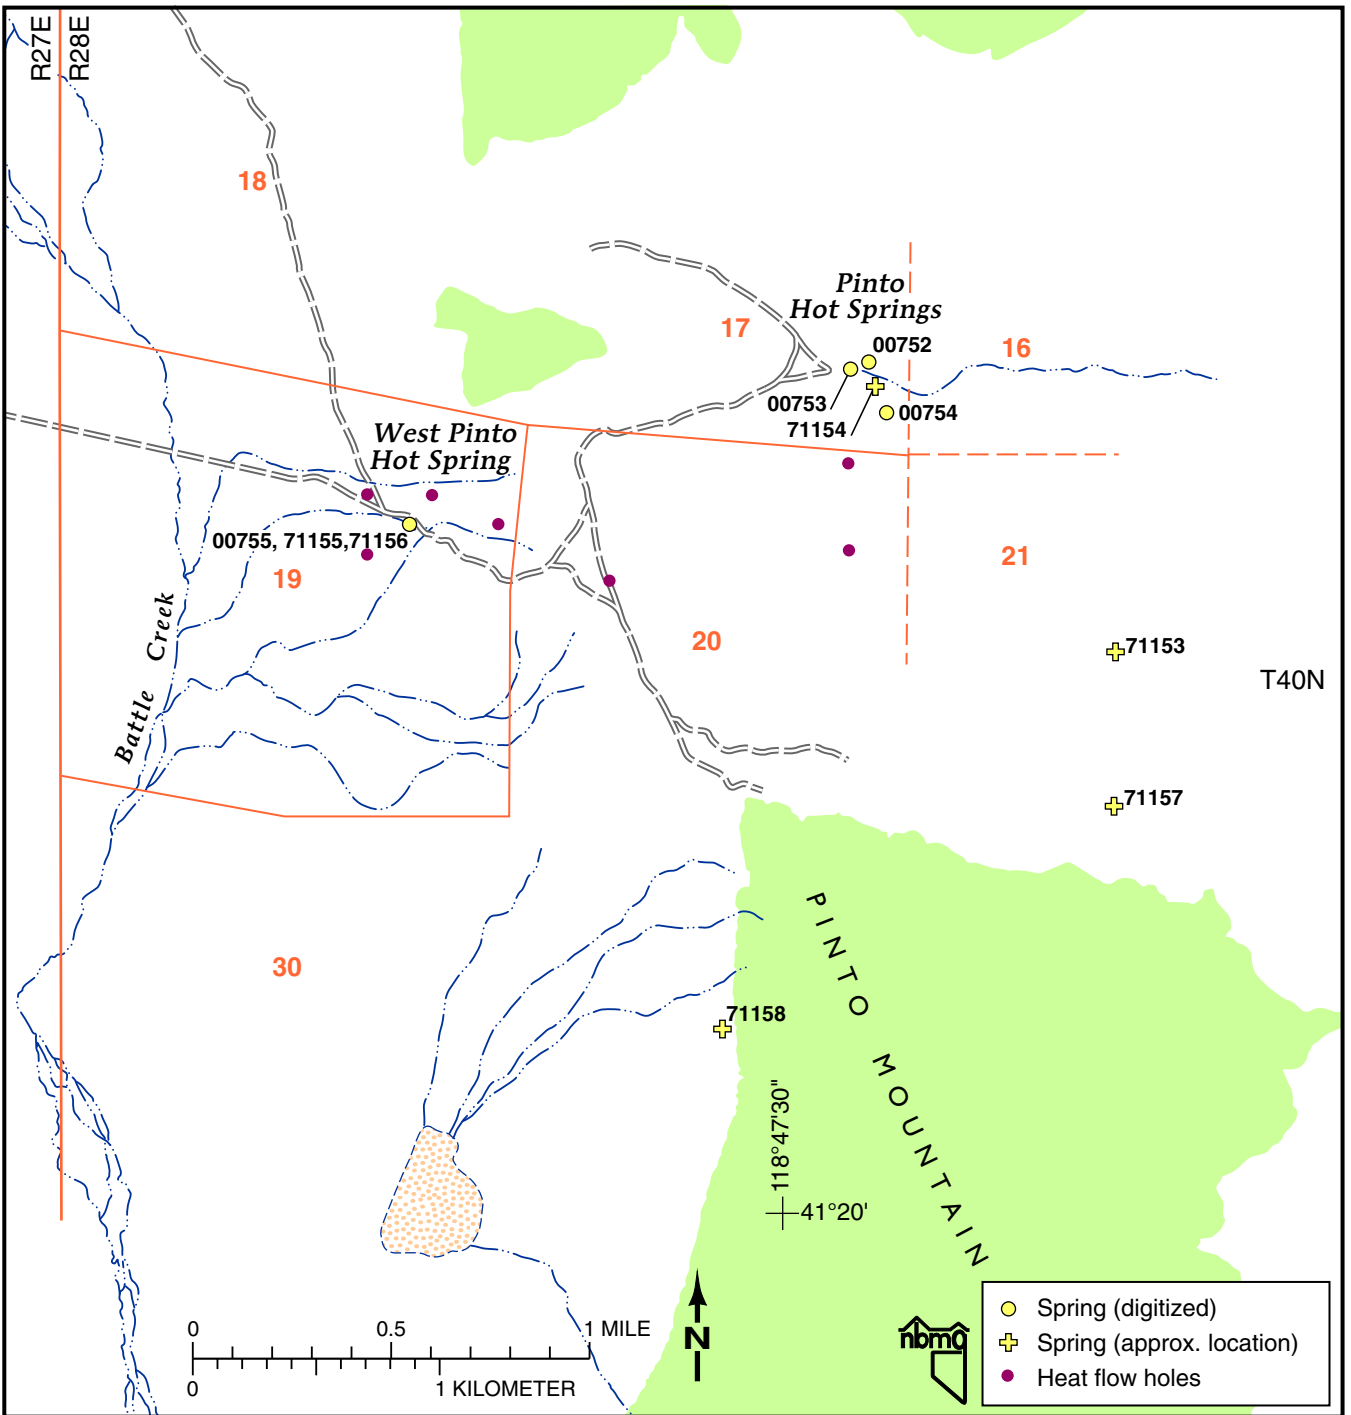 R27E
R28E
18
Pinto
Hot Springs
17
00752
16
00753
00754
71154
West Pinto
Hot Spring
00755, 71155,71156
19
21
20
71153
T40N
Battle Creek
71157
30
PINTO MOUNTAIN
71158
118°47'30"
41°20'
0 0.5 1 MILE
0 1 KILOMETER
N
nbmg
Spring (digitized)
Spring (approx. location)
Heat flow holes